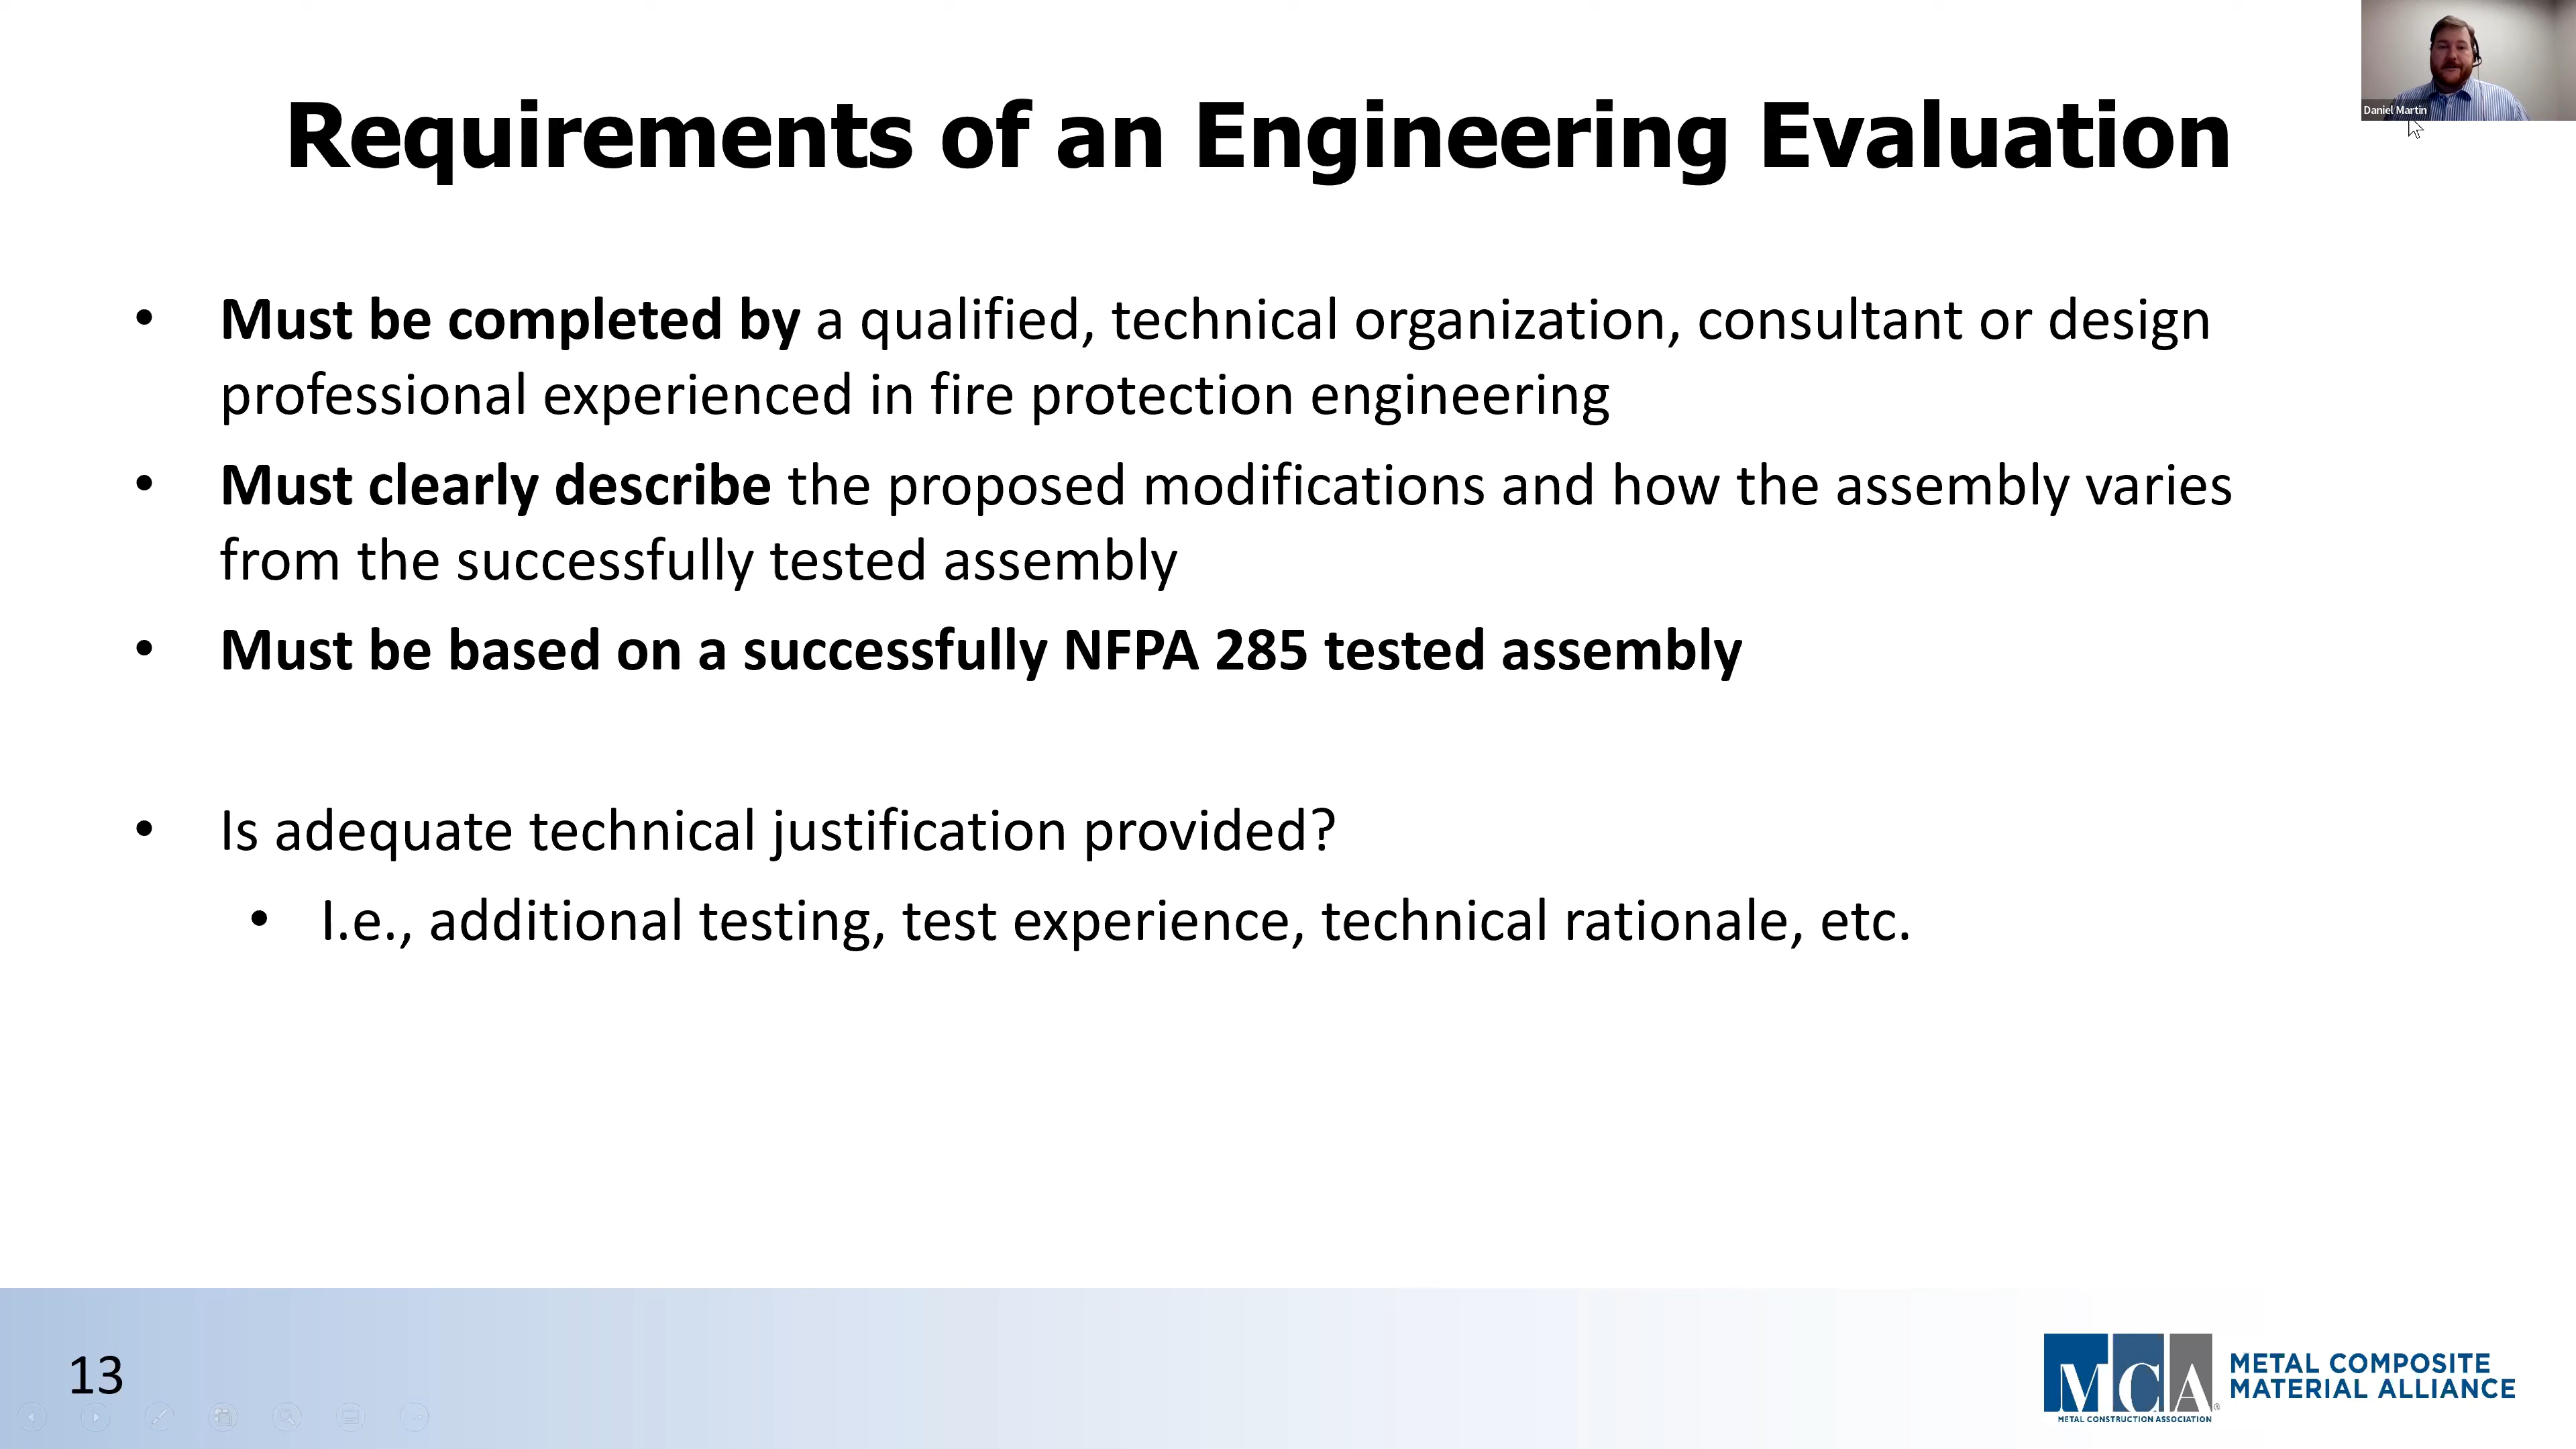 Daniel Martin
Requirements of an Engineering Evaluation
• Must be completed by a qualified, technical organization, consultant or design
professional experienced in fire protection engineering
• Must clearly describe the proposed modifications and how the assembly varies
from the successfully tested assembly
• Must be based on a successfully NFPA 285 tested assembly
• Is adequate technical justification provided?
• I.e., additional testing, test experience, technical rationale, etc.
13
MCA
®
METAL CONSTRUCTION ASSOCIATION
METAL COMPOSITE
MATERIAL ALLIANCE